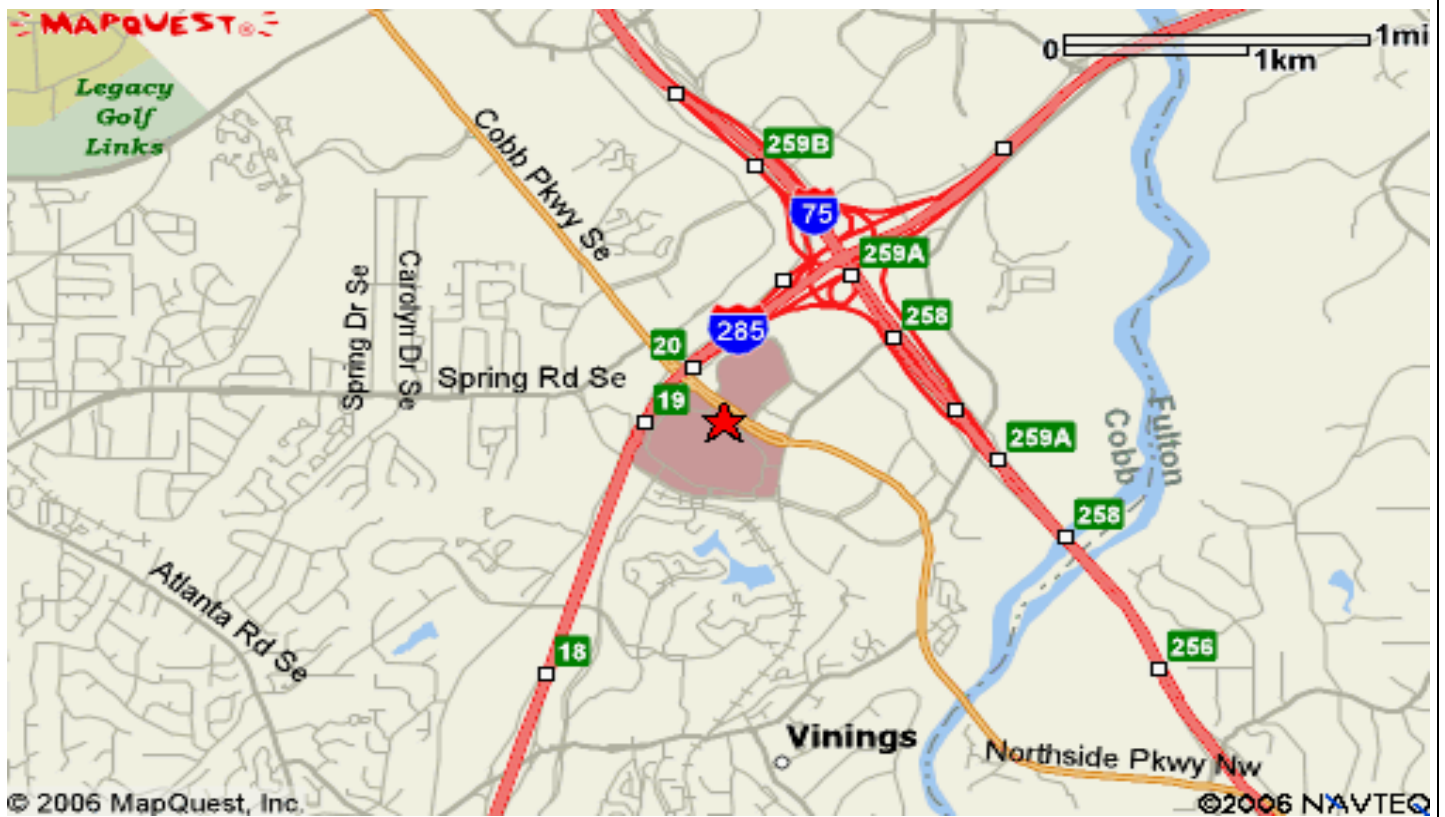 MAPQUEST®
0
1mi
1km
Legacy
Golf
Links
Cobb Pkwy Se
259B
75
259A
258
285
20
Spring Dr Se
Carolyn Dr Se
Spring Rd Se
19
259A
Cobb
Fulton
258
Atlanta Rd Se
18
256
Vinings
Northside Pkwy Nw
© 2006 MapQuest, Inc.
©2006 NAVTEQ